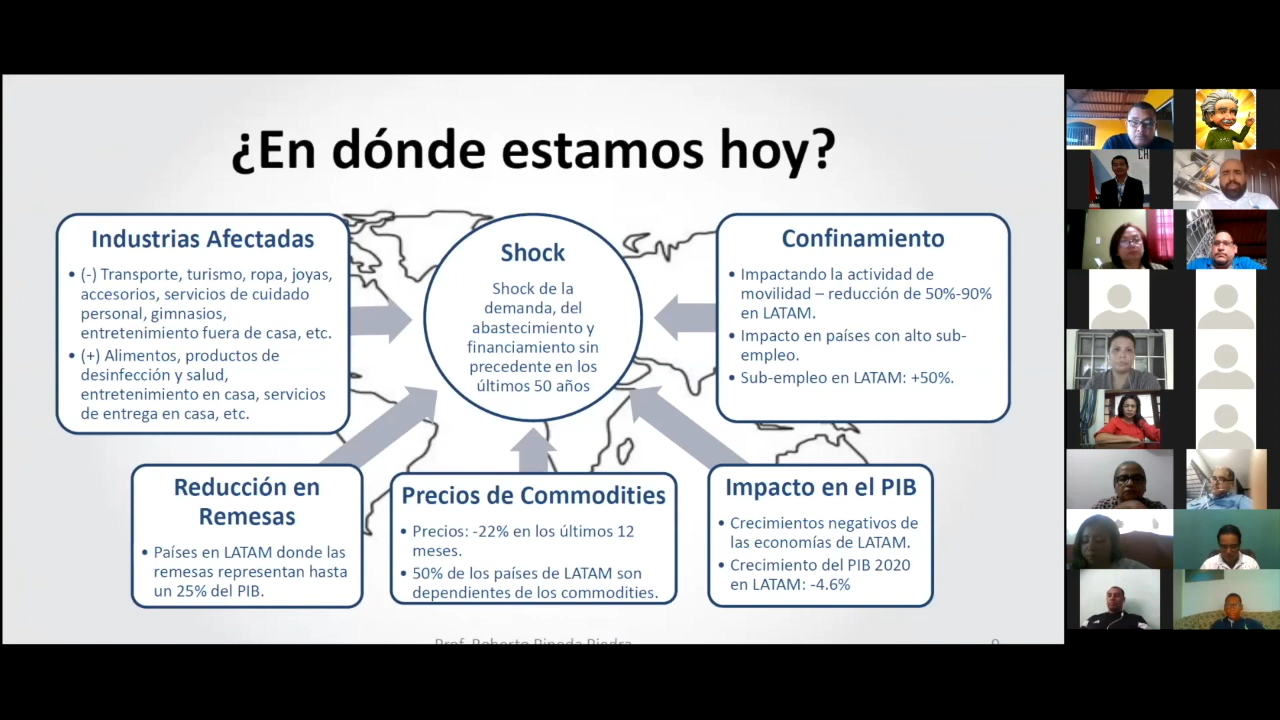 ¿En dónde estamos hoy?
Industrias Afectadas
• (-) Transporte, turismo, ropa, joyas,
accesorios, servicios de cuidado
personal, gimnasios,
entretenimiento fuera de casa, etc.
• (+) Alimentos, productos de
desinfección y salud,
entretenimiento en casa, servicios
de entrega en casa, etc.
Shock
Shock de la
demanda, del
abastecimiento y
financiamiento sin
precedente en los
últimos 50 años
Confinamiento
• Impactando la actividad de
movilidad – reducción de 50%-90%
en LATAM.
• Impacto en países con alto sub-
empleo.
• Sub-empleo en LATAM: +50%.
Reducción en
Remesas
• Países en LATAM donde las
remesas representan hasta
un 25% del PIB.
Precios de Commodities
• Precios: -22% en los últimos 12
meses.
• 50% de los países de LATAM son
dependientes de los commodities.
Impacto en el PIB
• Crecimientos negativos de
las economías de LATAM.
• Crecimiento del PIB 2020
en LATAM: -4.6%
Prof. Roberto Pineda Piedra